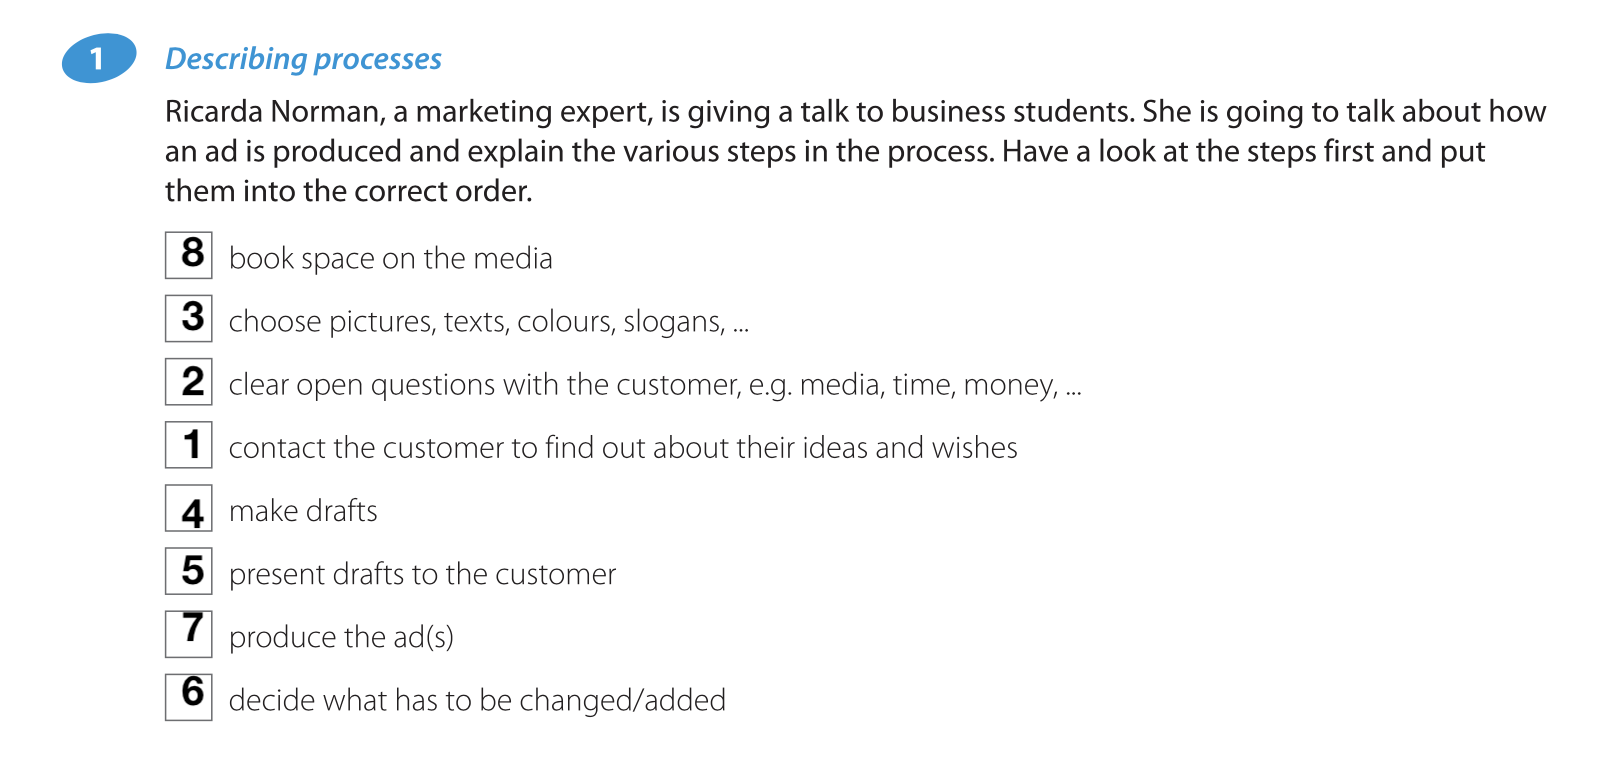 1 Describing processes
Ricarda Norman, a marketing expert, is giving a talk to business students. She is going to talk about how
an ad is produced and explain the various steps in the process. Have a look at the steps first and put
them into the correct order.
8 book space on the media
3 choose pictures, texts, colours, slogans, ...
2 clear open questions with the customer, e.g. media, time, money, ...
1 contact the customer to find out about their ideas and wishes
4 make drafts
5 present drafts to the customer
7 produce the ad(s)
6 decide what has to be changed/added